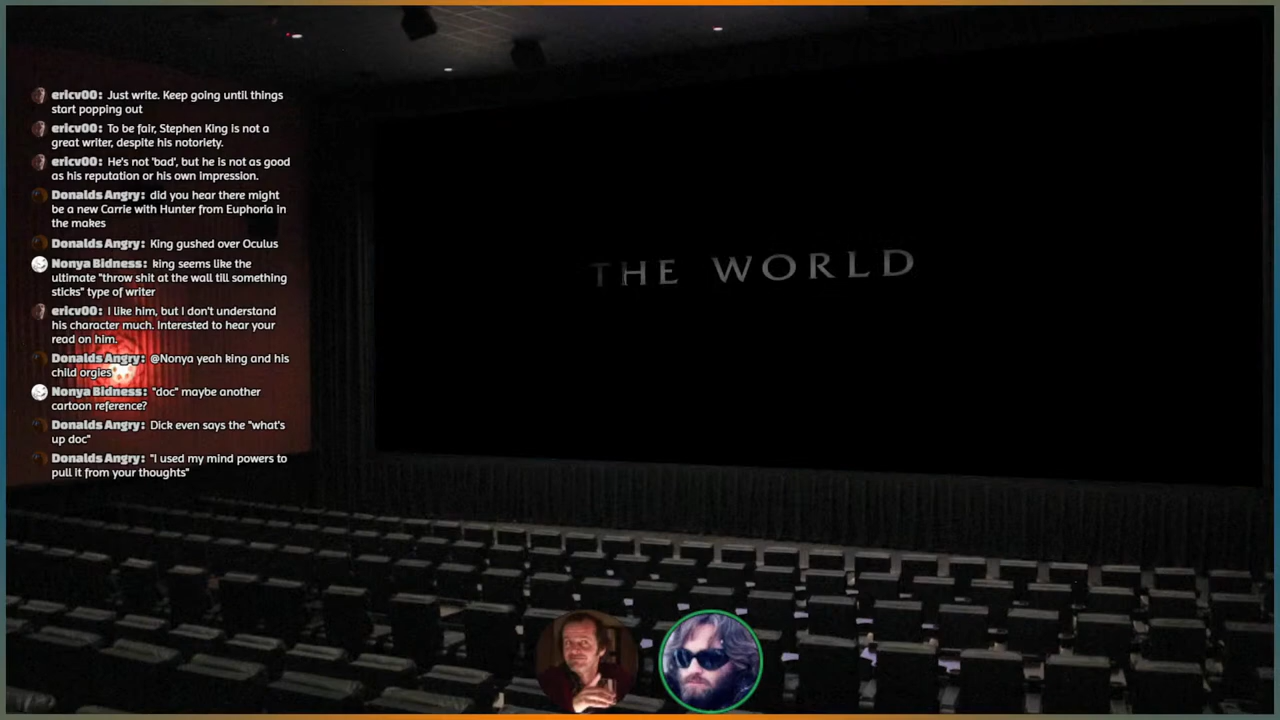 ericv00: Just write. Keep going until things
start popping out
ericv00: To be fair, Stephen King is not a
great writer, despite his notoriety.
ericv00: He's not 'bad', but he is not as good
as his reputation or his own impression.
Donalds Angry: did you hear there might
be a new Carrie with Hunter from Euphoria in
the makes
Donalds Angry: King gushed over Oculus
Nonya Bidness: king seems like the
ultimate "throw shit at the wall till something
sticks" type of writer
ericv00: I like him, but I don't understand
his character much. Interested to hear your
read on him.
Donalds Angry: @Nonya yeah king and his
child orgies
Nonya Bidness: "doc" maybe another
cartoon reference?
Donalds Angry: Dick even says the "what's
up doc"
Donalds Angry: "I used my mind powers to
pull it from your thoughts"
THE WORLD